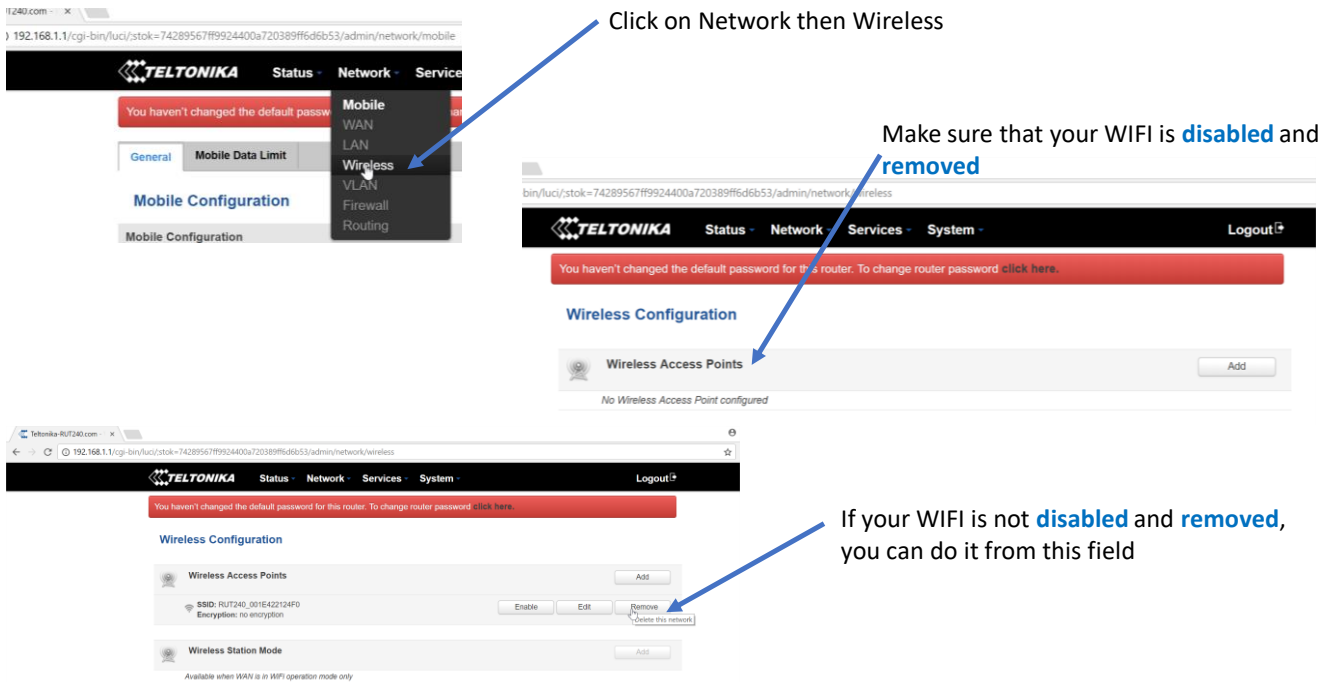 Click on Network then Wireless
192.168.1.1/cgi-bin/luci/;stok=74289567ff9924400a720389ff6d6b53/admin/network/mobile
TELTONIKA Status Network Service
You haven't changed the default
Mobile
WAN
LAN
Wireless
VLAN
Firewall
Routing
General Mobile Data Limit
Mobile Configuration
Mobile Configuration
Make sure that your WIFI is disabled and
removed
bin/luci/;stok=74289567ff9924400a720389ff6d6b53/admin/network/wireless
TELTONIKA Status Network Services System Logout
You haven't changed the default password for this router. To change router password click here.
Wireless Configuration
Wireless Access Points Add
No Wireless Access Point configured
Teltonika-RUT240.com
192.168.1.1/cgi-bin/luci/;stok=74289567ff9924400a720389ff6d6b53/admin/network/wireless
TELTONIKA Status Network Services System Logout
You haven't changed the default password for this router. To change router password click here.
Wireless Configuration
Wireless Access Points Add
SSID: RUT240_001E422124F0 Enable Edit Remove
Encryption: no encryption
Delete this network
Wireless Station Mode Add
Available when WAN is in WiFi operation mode only
If your WIFI is not disabled and removed,
you can do it from this field